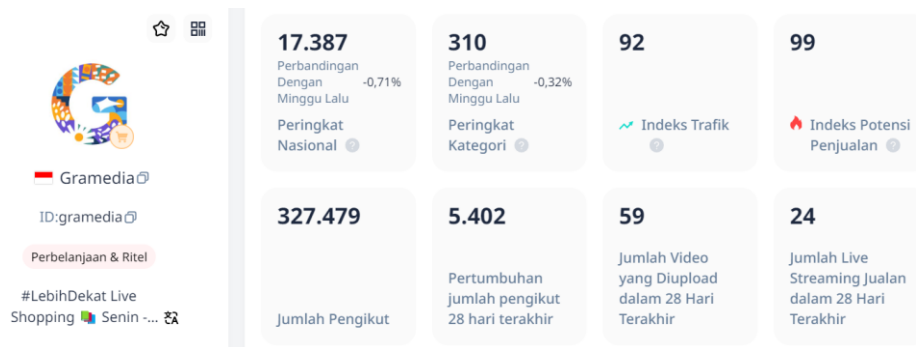 Gramedia
ID:gramedia
Perbelanjaan & Ritel
#LebihDekat Live
Shopping Senin -...
17.387
Perbandingan
Dengan -0,71%
Minggu Lalu
Peringkat
Nasional ?
310
Perbandingan
Dengan -0,32%
Minggu Lalu
Peringkat
Kategori ?
92
Indeks Trafik
?
99
Indeks Potensi
Penjualan ?
327.479
Jumlah Pengikut
5.402
Pertumbuhan
jumlah pengikut
28 hari terakhir
59
Jumlah Video
yang Diupload
dalam 28 Hari
Terakhir
24
Jumlah Live
Streaming Jualan
dalam 28 Hari
Terakhir